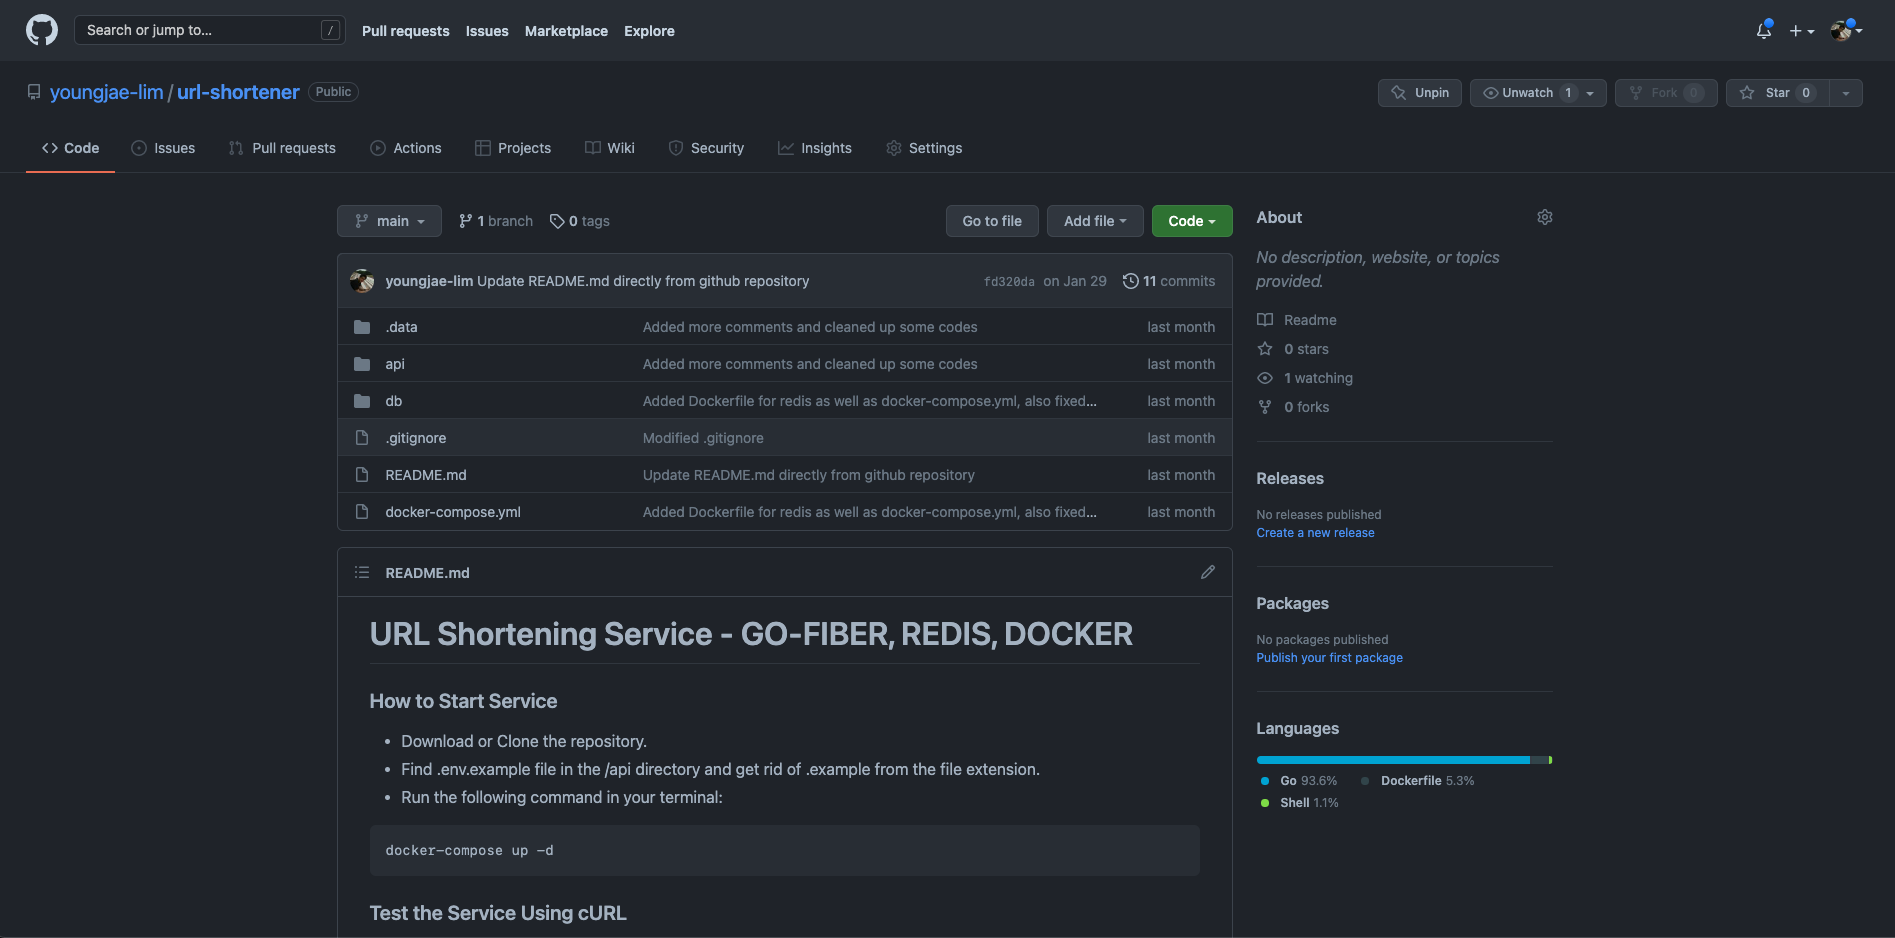 Search or jump to... /
Pull requests Issues Marketplace Explore
youngjae-lim / url-shortener Public
Unpin Unwatch 1 Fork 0 Star 0
Code Issues Pull requests Actions Projects Wiki Security Insights Settings
main 1 branch 0 tags
Go to file Add file Code
youngjae-lim Update README.md directly from github repository fd320da on Jan 29 11 commits
.data Added more comments and cleaned up some codes last month
api Added more comments and cleaned up some codes last month
db Added Dockerfile for redis as well as docker-compose.yml, also fixed... last month
.gitignore Modified .gitignore last month
README.md Update README.md directly from github repository last month
docker-compose.yml Added Dockerfile for redis as well as docker-compose.yml, also fixed... last month
README.md
URL Shortening Service - GO-FIBER, REDIS, DOCKER
How to Start Service
Download or Clone the repository.
Find .env.example file in the /api directory and get rid of .example from the file extension.
Run the following command in your terminal:
docker-compose up -d
Test the Service Using cURL
About
No description, website, or topics
provided.
Readme
0 stars
1 watching
0 forks
Releases
No releases published
Create a new release
Packages
No packages published
Publish your first package
Languages
Go 93.6% Dockerfile 5.3%
Shell 1.1%